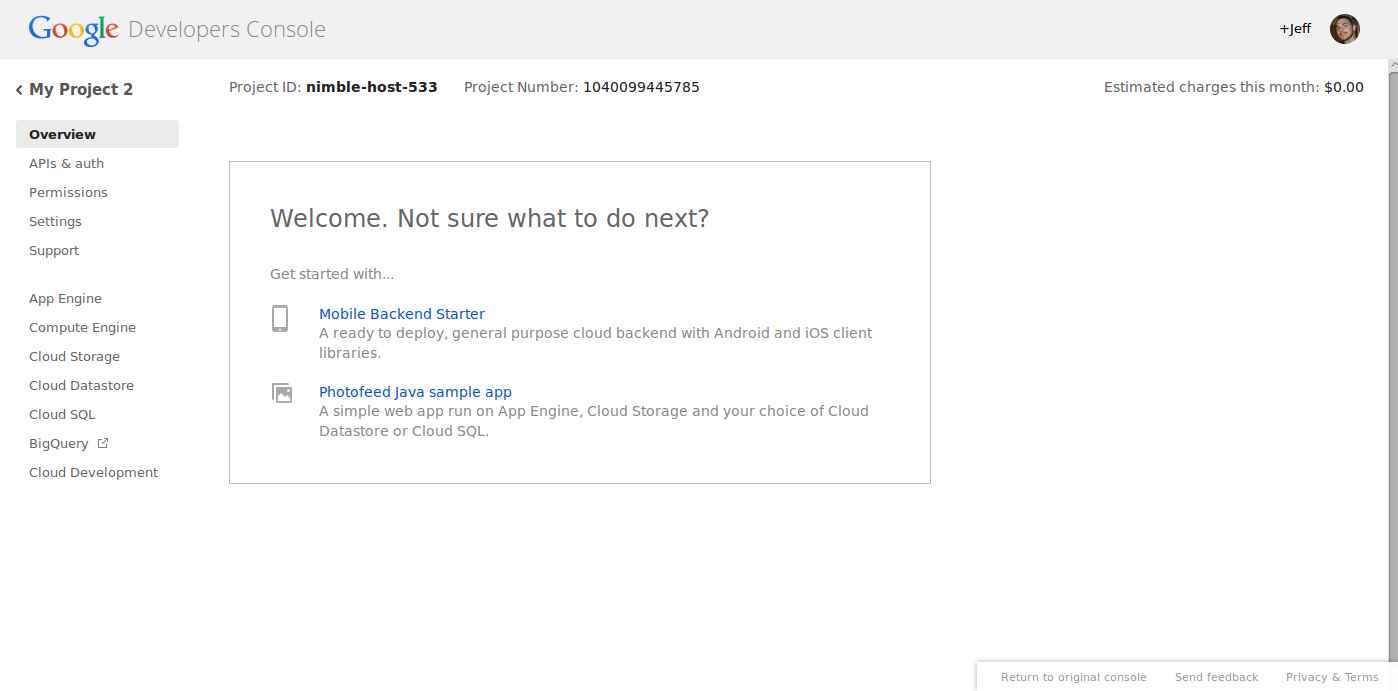 Google Developers Console
+Jeff
My Project 2
Project ID: nimble-host-533 Project Number: 1040099445785
Estimated charges this month: $0.00
Overview
APIs & auth
Permissions
Settings
Support
App Engine
Compute Engine
Cloud Storage
Cloud Datastore
Cloud SQL
BigQuery
Cloud Development
Welcome. Not sure what to do next?
Get started with...
Mobile Backend Starter
A ready to deploy, general purpose cloud backend with Android and iOS client
libraries.
Photofeed Java sample app
A simple web app run on App Engine, Cloud Storage and your choice of Cloud
Datastore or Cloud SQL.
Return to original console Send feedback Privacy & Terms